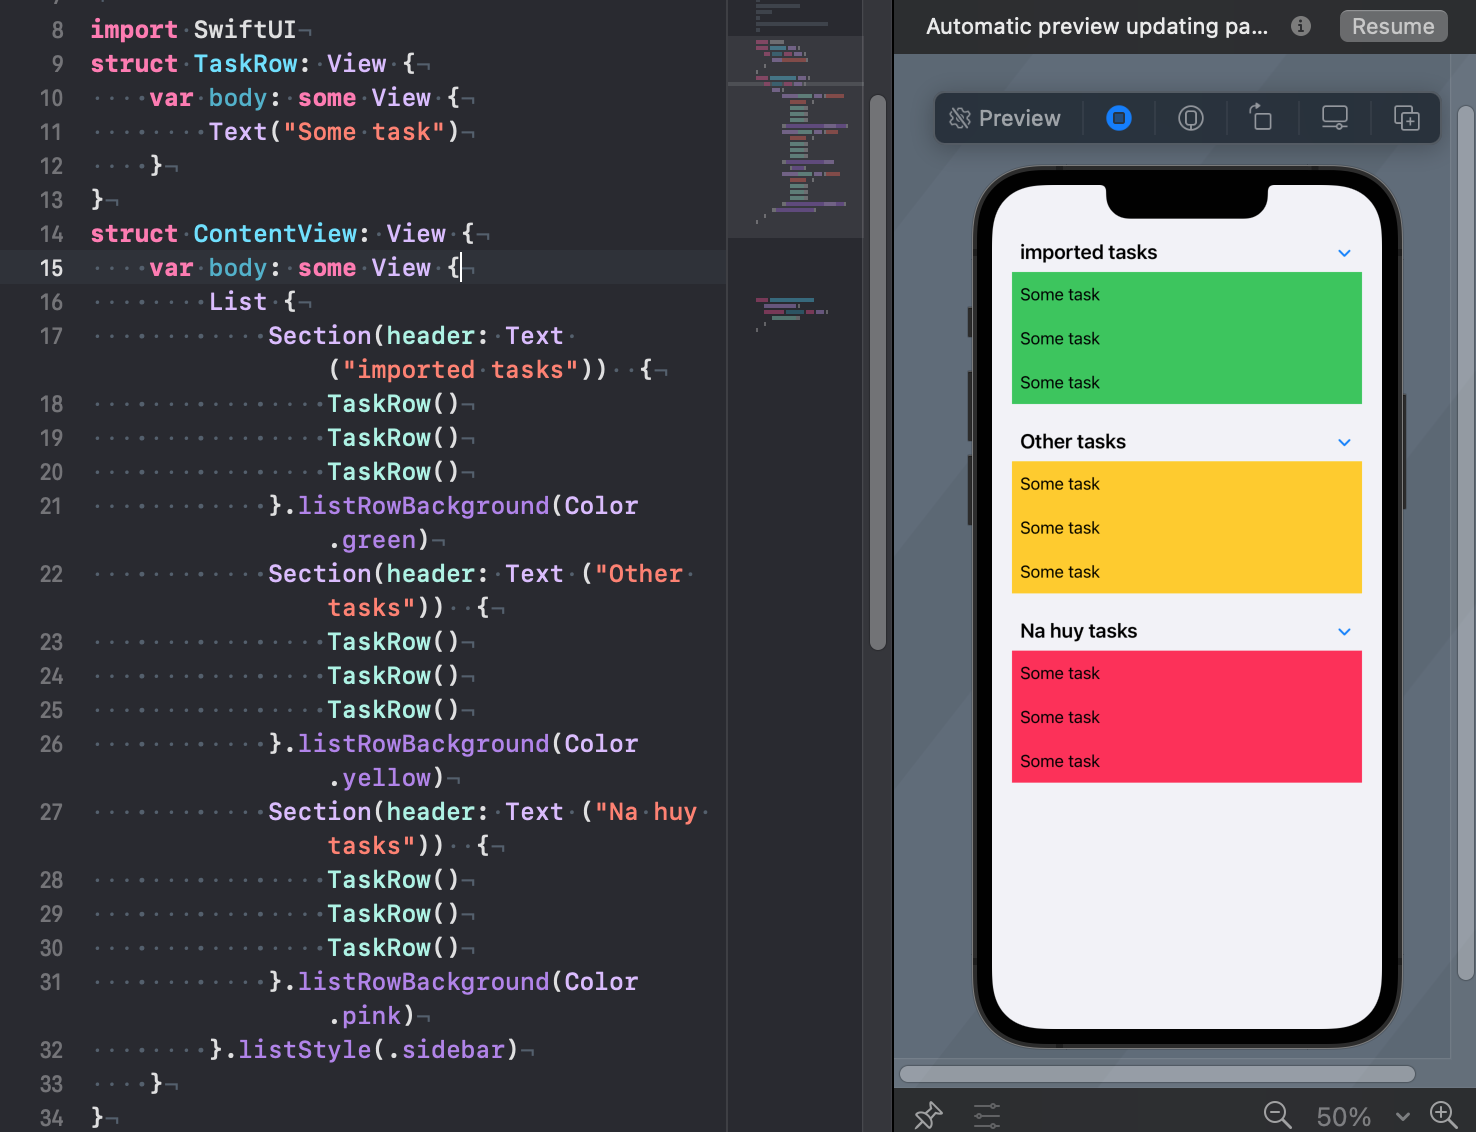 8 import SwiftUI
9 struct TaskRow: View {
10 var body: some View {
11 Text("Some task")
12 }
13 }
14 struct ContentView: View {
15 var body: some View {
16 List {
17 Section(header: Text
("imported tasks")) {
18 TaskRow()
19 TaskRow()
20 TaskRow()
21 }.listRowBackground(Color
.green)
22 Section(header: Text ("Other
tasks")) {
23 TaskRow()
24 TaskRow()
25 TaskRow()
26 }.listRowBackground(Color
.yellow)
27 Section(header: Text ("Na huy
tasks")) {
28 TaskRow()
29 TaskRow()
30 TaskRow()
31 }.listRowBackground(Color
.pink)
32 }.listStyle(.sidebar)
33 }
34 }
Automatic preview updating pa...
Resume
Preview
imported tasks
Some task
Some task
Some task
Other tasks
Some task
Some task
Some task
Na huy tasks
Some task
Some task
Some task
50%